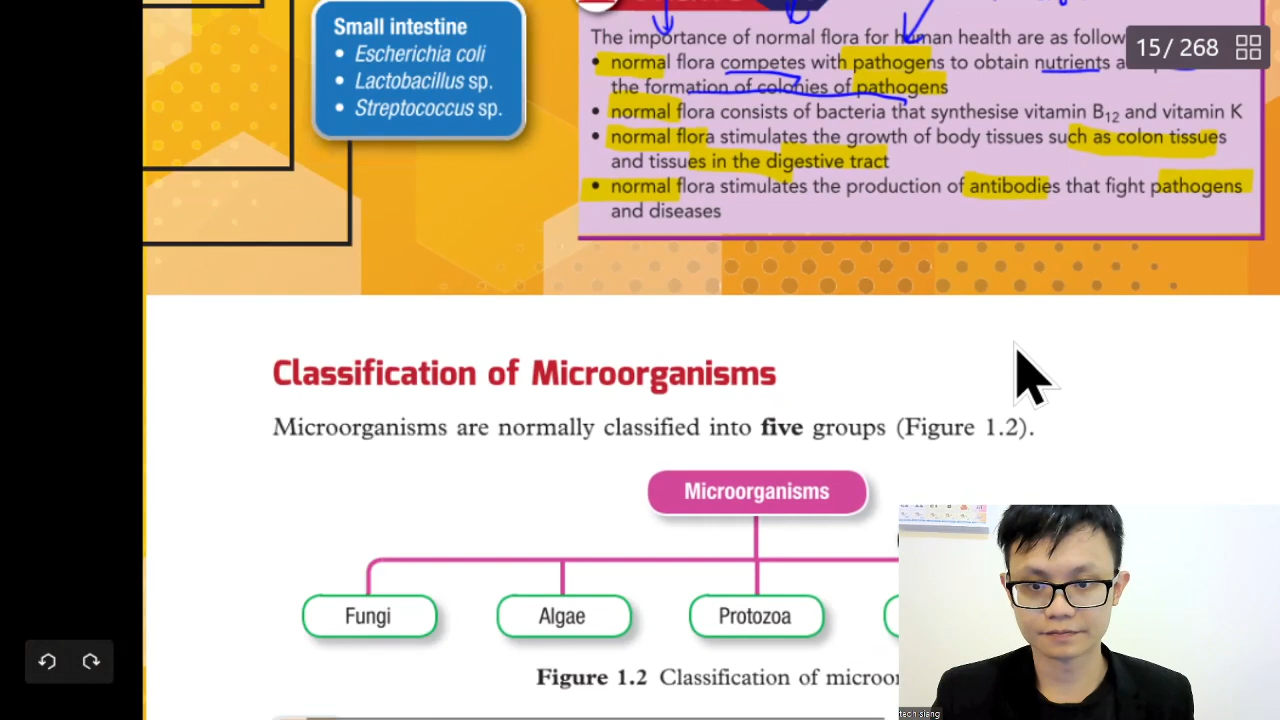 Small intestine
• Escherichia coli
• Lactobacillus sp.
• Streptococcus sp.
The importance of normal flora for human health are as follow
15/ 268
• normal flora competes with pathogens to obtain nutrients a
the formation of colonies of pathogens
• normal flora consists of bacteria that synthesise vitamin B12 and vitamin K
• normal flora stimulates the growth of body tissues such as colon tissues
and tissues in the digestive tract
• normal flora stimulates the production of antibodies that fight pathogens
and diseases
Classification of Microorganisms
Microorganisms are normally classified into five groups (Figure 1.2).
Microorganisms
Fungi
Algae
Protozoa
Figure 1.2 Classification of microor
tech siang